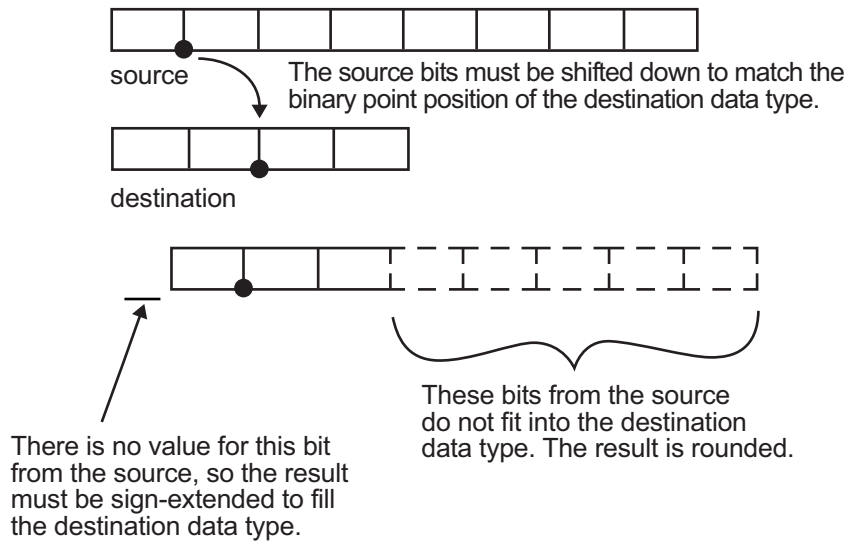 source
The source bits must be shifted down to match the
binary point position of the destination data type.
destination
These bits from the source
do not fit into the destination
data type. The result is rounded.
There is no value for this bit
from the source, so the result
must be sign-extended to fill
the destination data type.